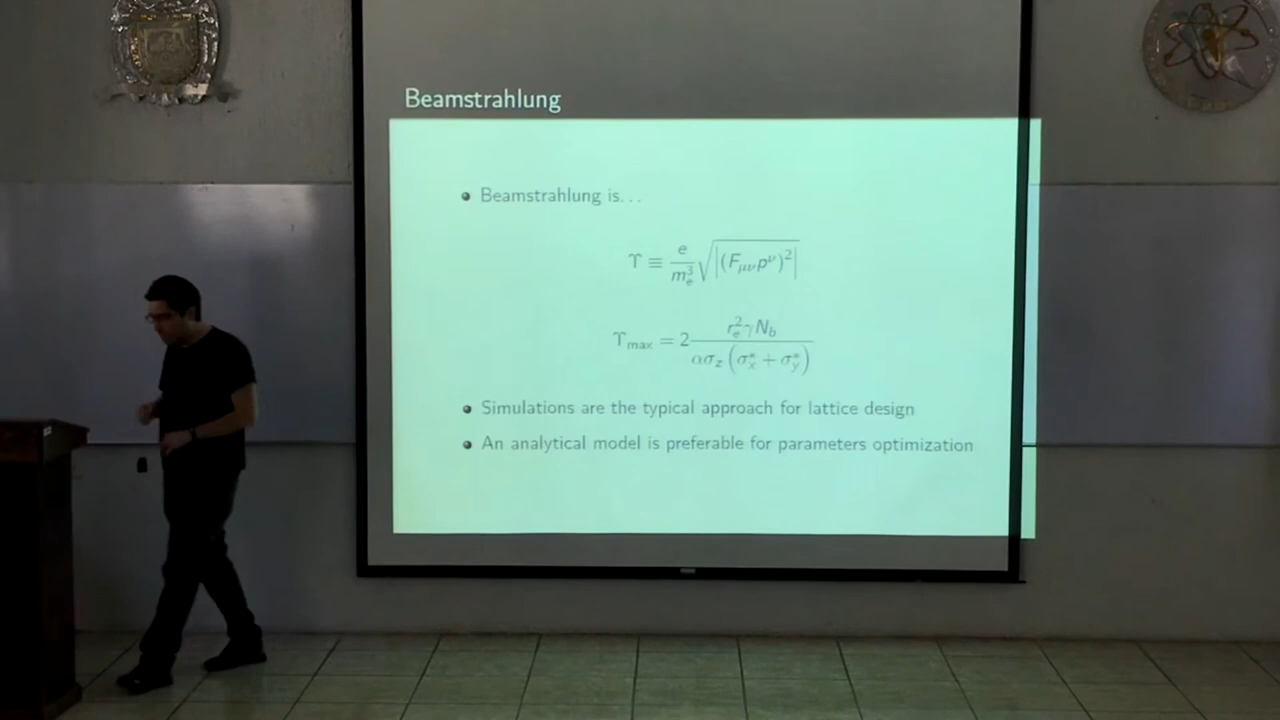 Beamstrahlung
Beamstrahlung is...
ϒ ≡ e/m_e^3 √|(F_μν p^ν)^2|
ϒ_max = 2 r_e^2 γ N_b / α σ_z (σ_x^* + σ_y^*)
Simulations are the typical approach for lattice design
An analytical model is preferable for parameters optimization